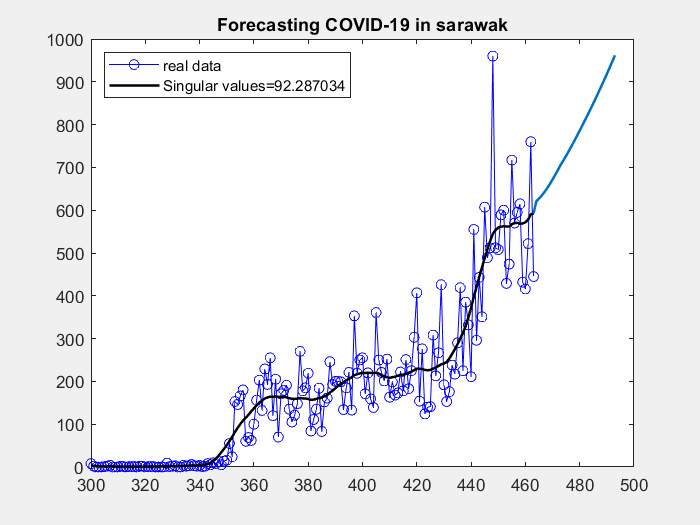 Forecasting COVID-19 in sarawak
1000
900
800
700
600
500
400
300
200
100
0
real data
Singular values=92.287034
300 320 340 360 380 400 420 440 460 480 500